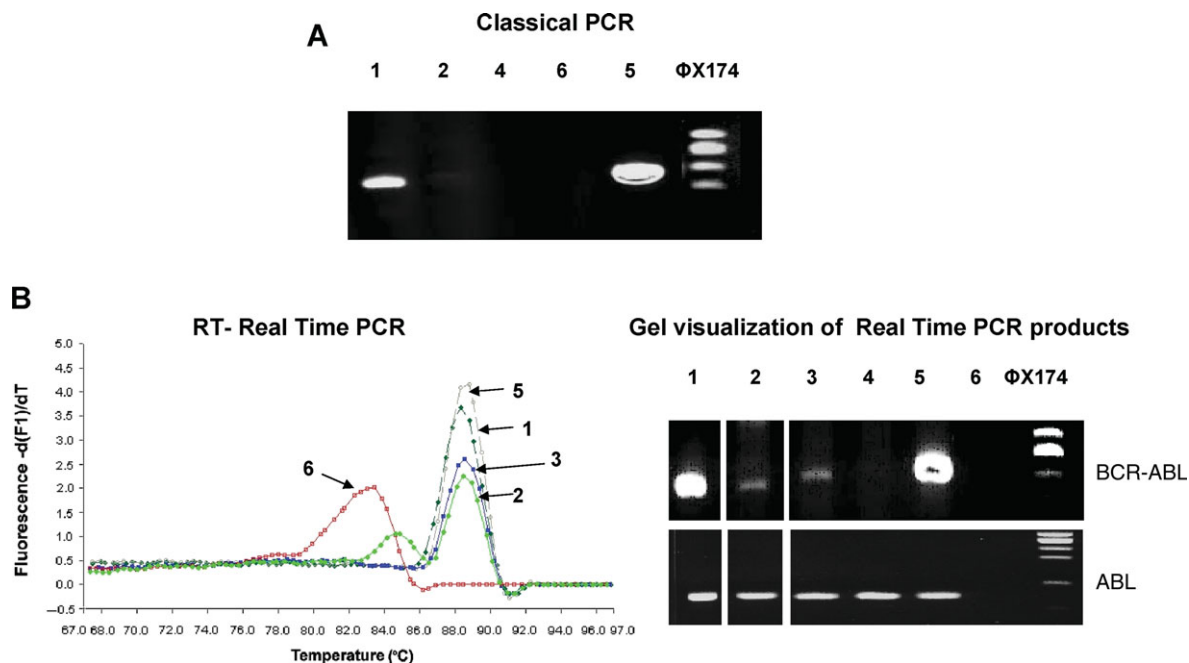 A
Classical PCR
1 2 4 6 5 ΦX174
B
RT- Real Time PCR
Fluorescence -d(F1)/dT
5.0
4.5
4.0
3.5
3.0
2.5
2.0
1.5
1.0
0.5
0.0
–0.5
5
1
3
2
6
67.0 68.0 70.0 72.0 74.0 76.0 78.0 80.0 82.0 84.0 86.0 88.0 90.0 92.0 94.0 96.0 97.0
Temperature (°C)
Gel visualization of Real Time PCR products
1 2 3 4 5 6 ΦX174
BCR-ABL
ABL